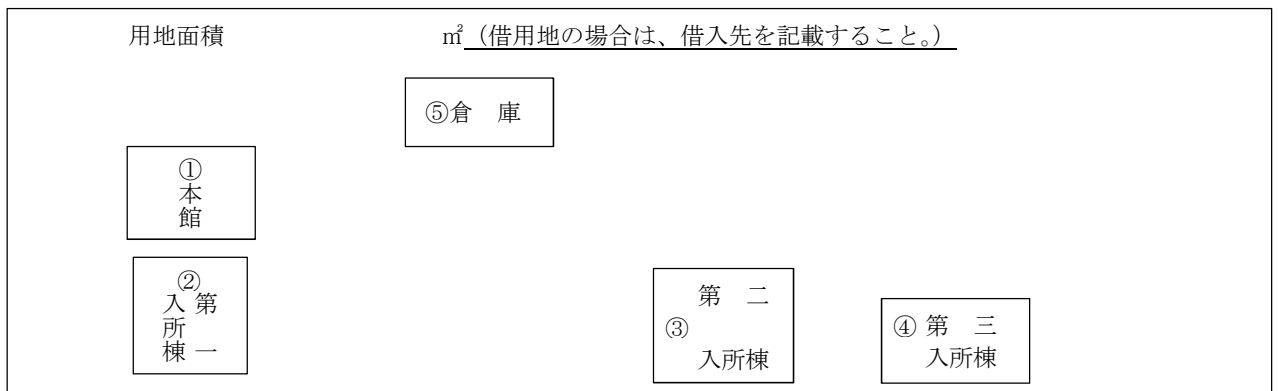 用地面積　㎡（借用地の場合は、借入先を記載すること。）
⑤倉　庫
①
本
館
②
第一
入所棟
第　二
③
入所棟
④ 第　三
入所棟